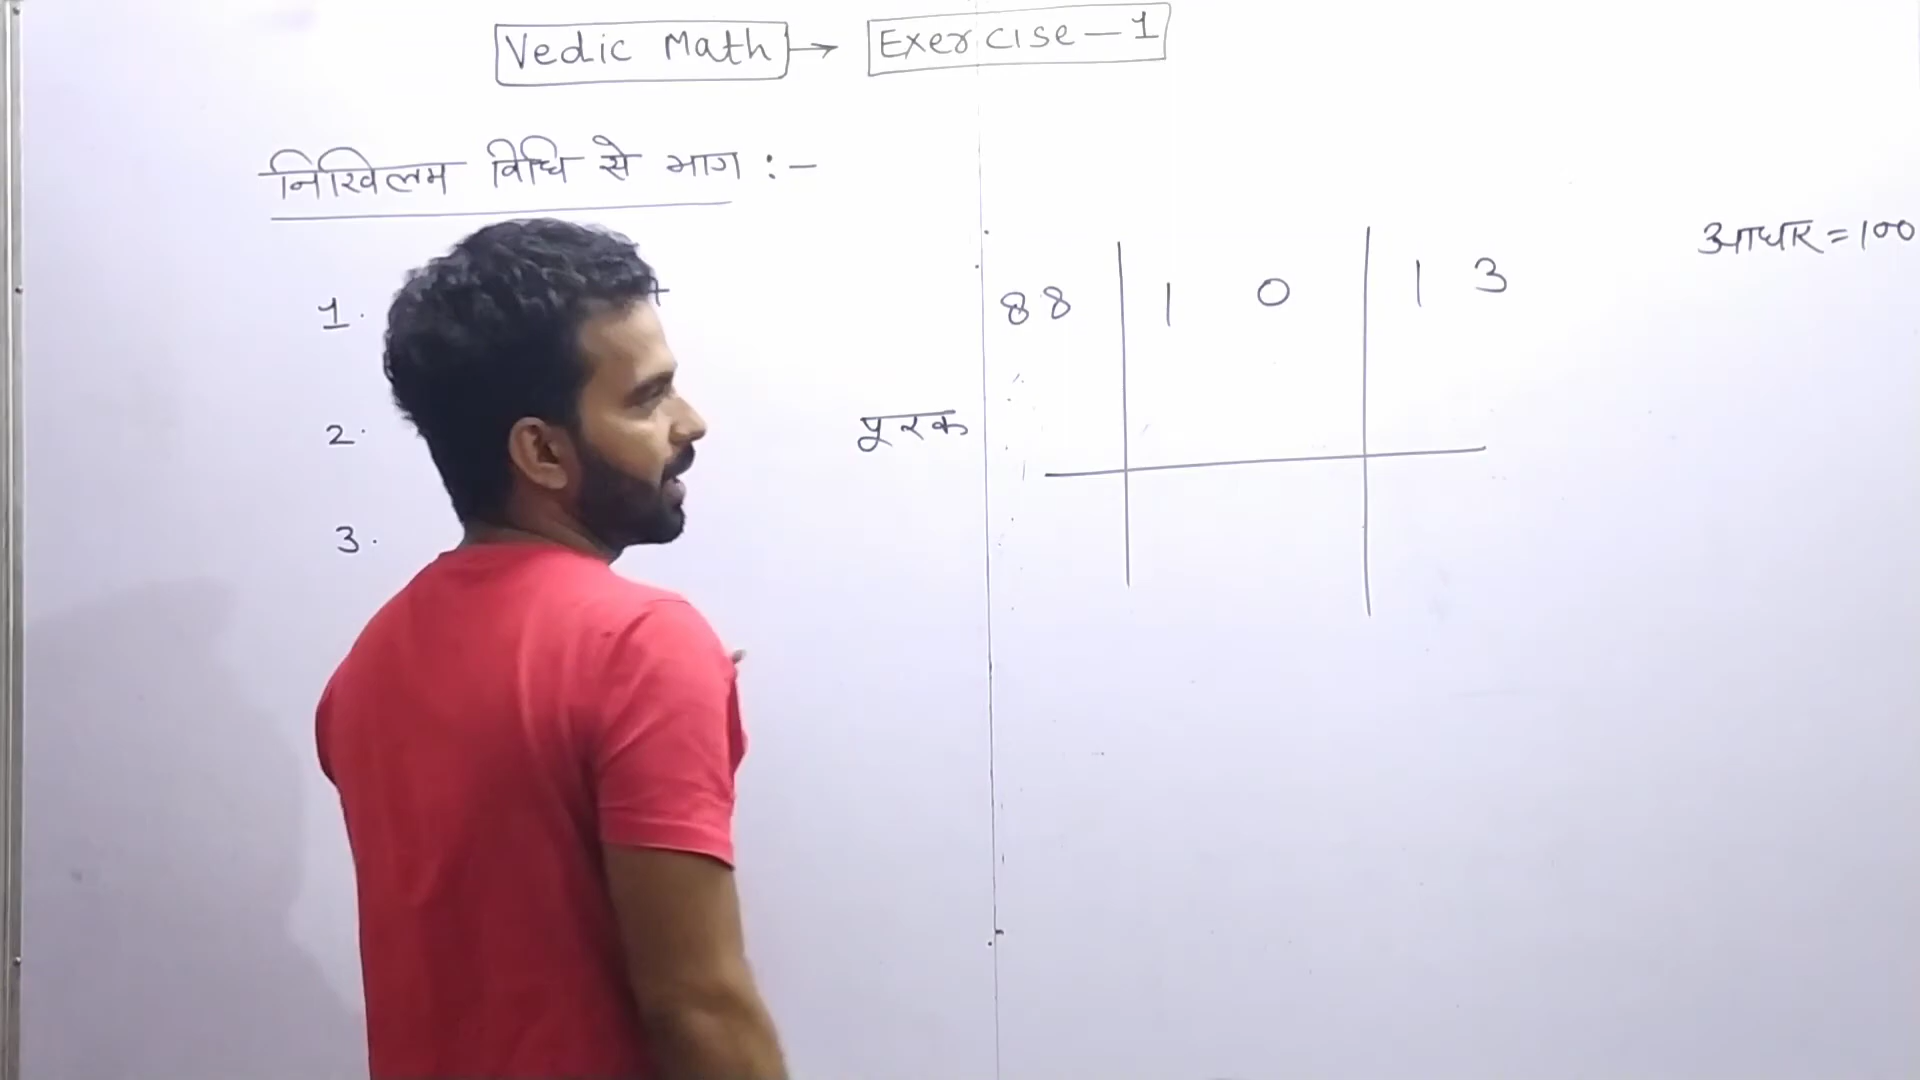 Vedic Math → Exercise-1
निखिलम विधि से भाग :-
आधार = 100
1.
88 1 0 1 3
2.
पूरक
3.